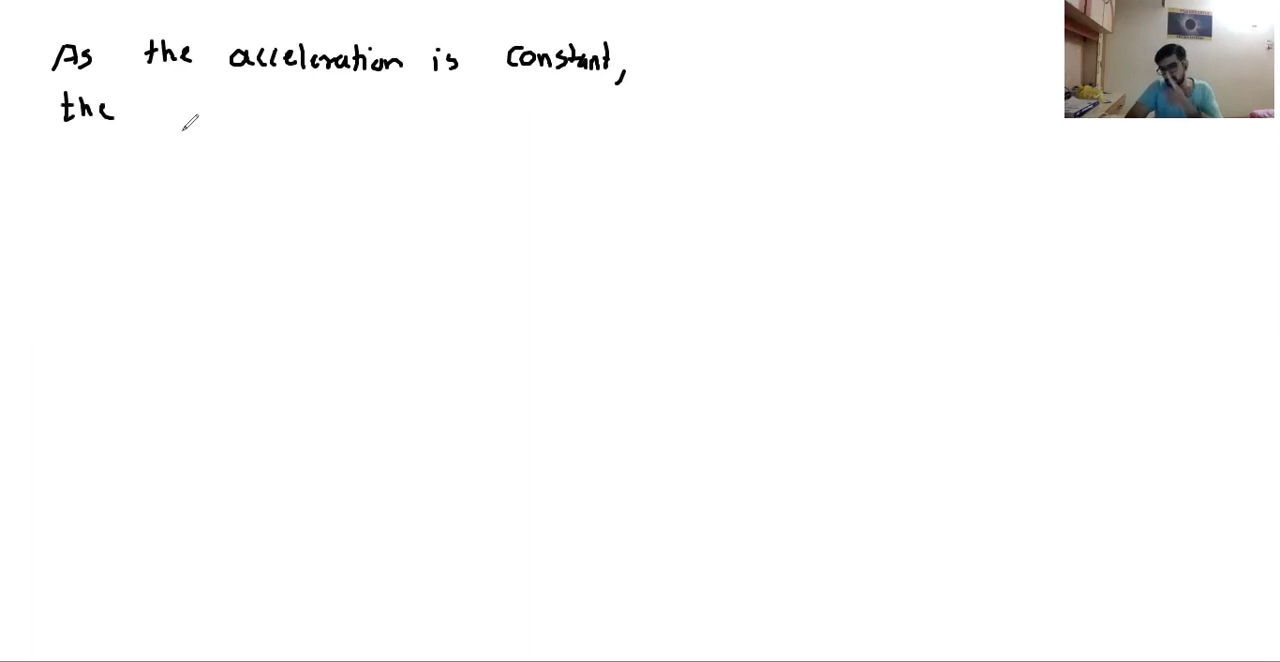 As the acceleration is constant,
the